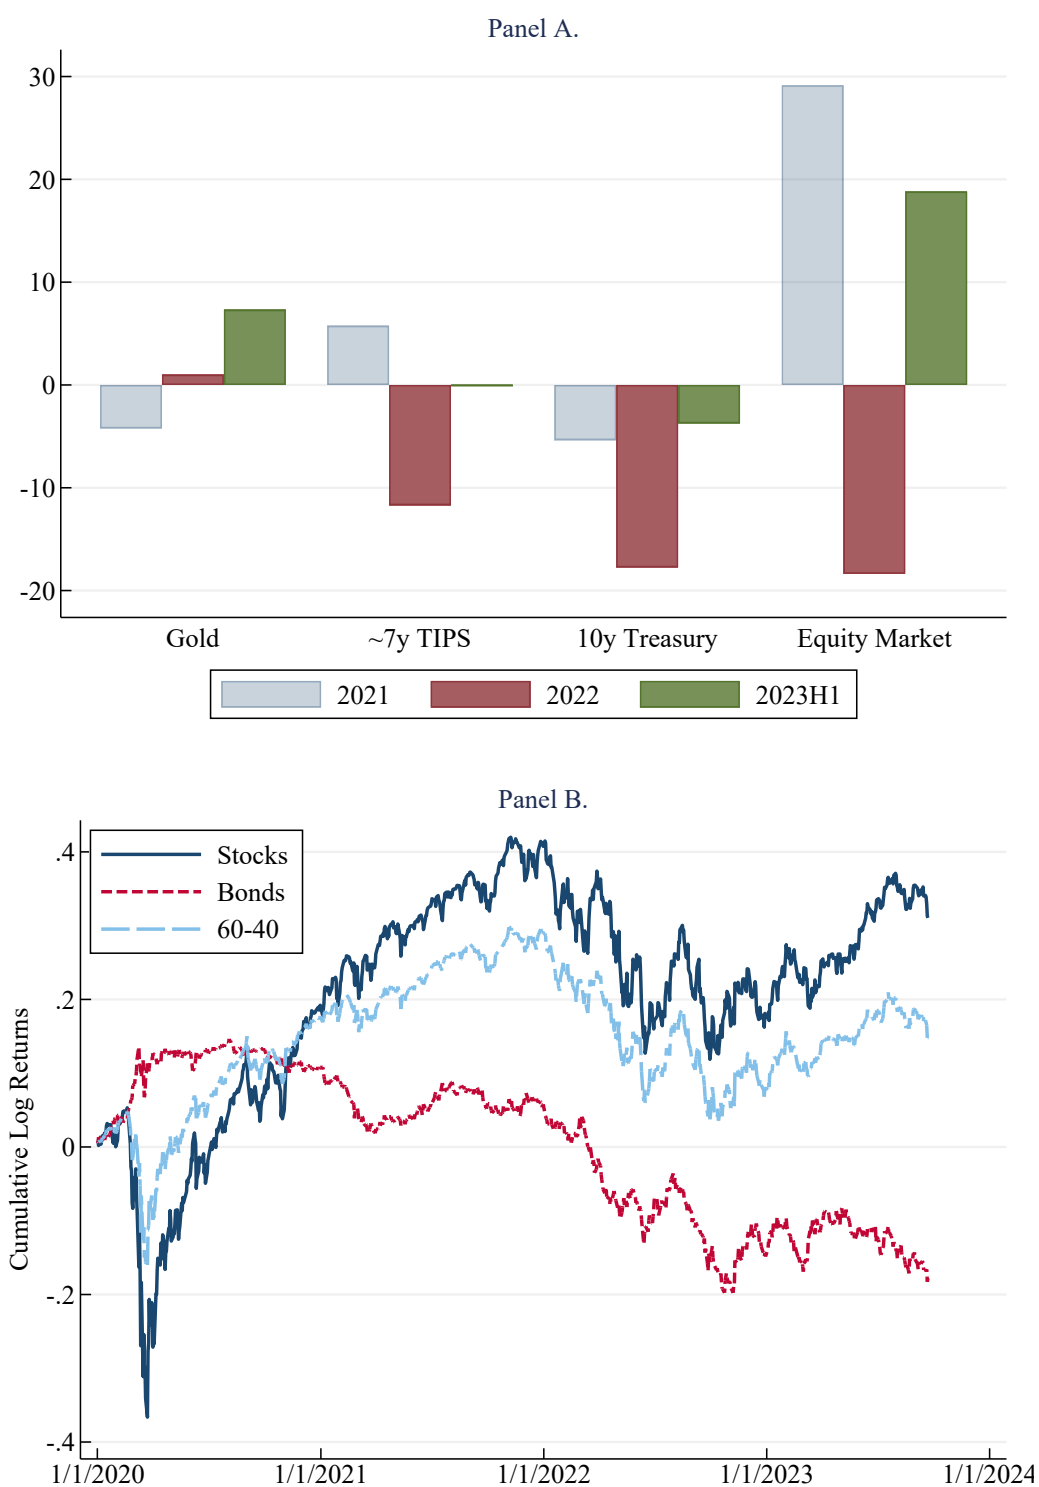 Panel A.
30
20
10
0
-10
-20
Gold ~7y TIPS 10y Treasury Equity Market
2021 2022 2023H1
Panel B.
Cumulative Log Returns
.4
.2
0
-.2
-.4
Stocks
Bonds
60-40
1/1/2020 1/1/2021 1/1/2022 1/1/2023 1/1/2024